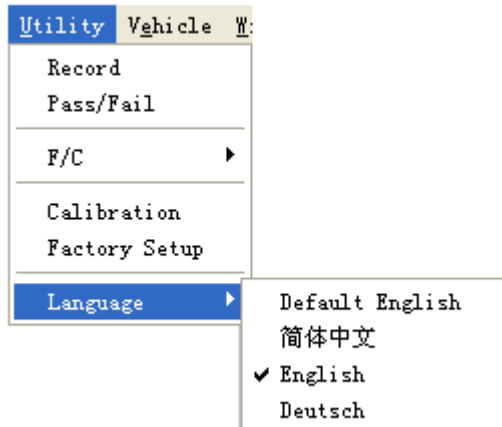 Utility Vehicle
Record
Pass/Fail
F/C
Calibration
Factory Setup
Language
Default English
简体中文
English
Deutsch